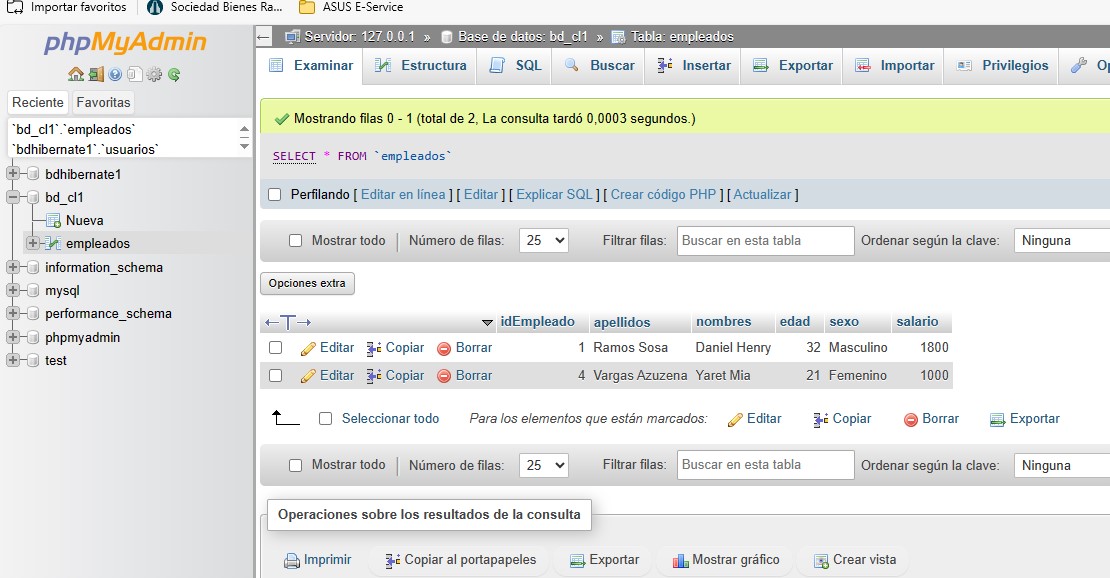 Importar favoritos Sociedad Bienes Ra... ASUS E-Service
phpMyAdmin
Reciente Favoritas
`bd_cl1`.`empleados`
`bdhibernate1`.`usuarios`
bdhibernate1
bd_cl1
Nueva
empleados
information_schema
mysql
performance_schema
phpmyadmin
test
Servidor: 127.0.0.1 » Base de datos: bd_cl1 » Tabla: empleados
Examinar Estructura SQL Buscar Insertar Exportar Importar Privilegios
Mostrando filas 0 - 1 (total de 2, La consulta tardó 0,0003 segundos.)
SELECT * FROM `empleados`
Perfilando [ Editar en línea ] [ Editar ] [ Explicar SQL ] [ Crear código PHP ] [ Actualizar ]
Mostrar todo Número de filas: 25 Filtrar filas: Buscar en esta tabla Ordenar según la clave: Ninguna
Opciones extra
idEmpleado apellidos nombres edad sexo salario
Editar Copiar Borrar 1 Ramos Sosa Daniel Henry 32 Masculino 1800
Editar Copiar Borrar 4 Vargas Azuzena Yaret Mia 21 Femenino 1000
Seleccionar todo Para los elementos que están marcados: Editar Copiar Borrar Exportar
Mostrar todo Número de filas: 25 Filtrar filas: Buscar en esta tabla Ordenar según la clave: Ninguna
Operaciones sobre los resultados de la consulta
Imprimir Copiar al portapapeles Exportar Mostrar gráfico Crear vista